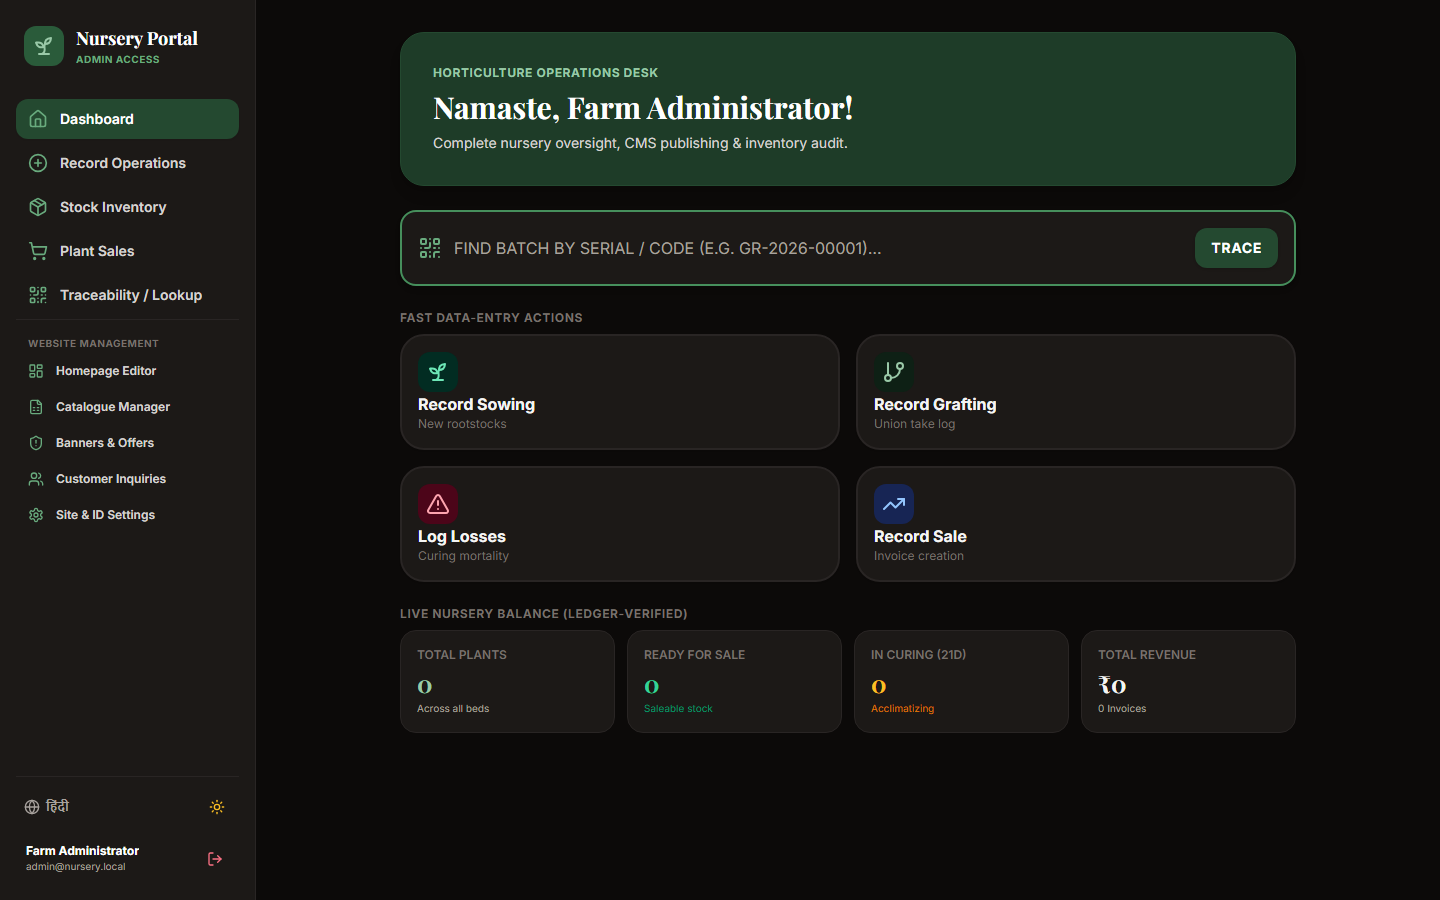 Nursery Portal
ADMIN ACCESS
Dashboard
Record Operations
Stock Inventory
Plant Sales
Traceability / Lookup
WEBSITE MANAGEMENT
Homepage Editor
Catalogue Manager
Banners & Offers
Customer Inquiries
Site & ID Settings
हिंदी
Farm Administrator
admin@nursery.local
HORTICULTURE OPERATIONS DESK
Namaste, Farm Administrator!
Complete nursery oversight, CMS publishing & inventory audit.
FIND BATCH BY SERIAL / CODE (E.G. GR-2026-00001)...
TRACE
FAST DATA-ENTRY ACTIONS
Record Sowing
New rootstocks
Record Grafting
Union take log
Log Losses
Curing mortality
Record Sale
Invoice creation
LIVE NURSERY BALANCE (LEDGER-VERIFIED)
TOTAL PLANTS
0
Across all beds
READY FOR SALE
0
Saleable stock
IN CURING (21D)
0
Acclimatizing
TOTAL REVENUE
₹0
0 Invoices